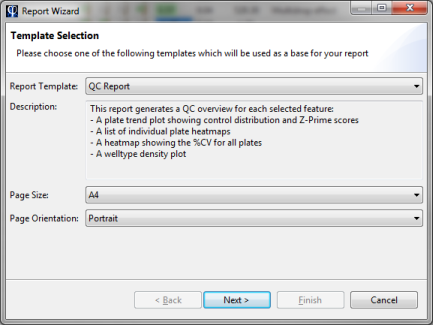 Report Wizard
Template Selection
Please choose one of the following templates which will be used as a base for your report
Report Template: QC Report
Description: This report generates a QC overview for each selected feature:
- A plate trend plot showing control distribution and Z-Prime scores
- A list of individual plate heatmaps
- A heatmap showing the %CV for all plates
- A welltype density plot
Page Size: A4
Page Orientation: Portrait
< Back Next > Finish Cancel